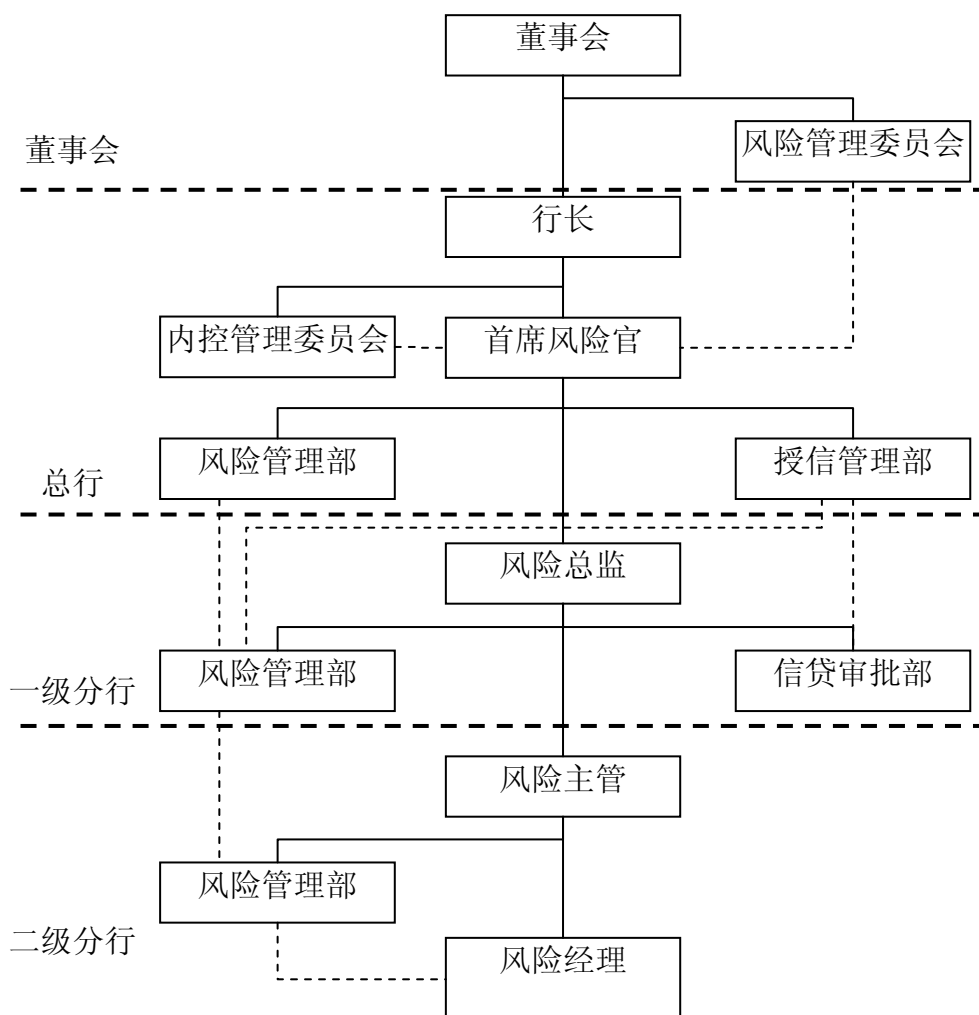 董事会
董事会
风险管理委员会
行长
内控管理委员会
首席风险官
风险管理部
授信管理部
总行
风险总监
风险管理部
信贷审批部
一级分行
风险主管
风险管理部
二级分行
风险经理